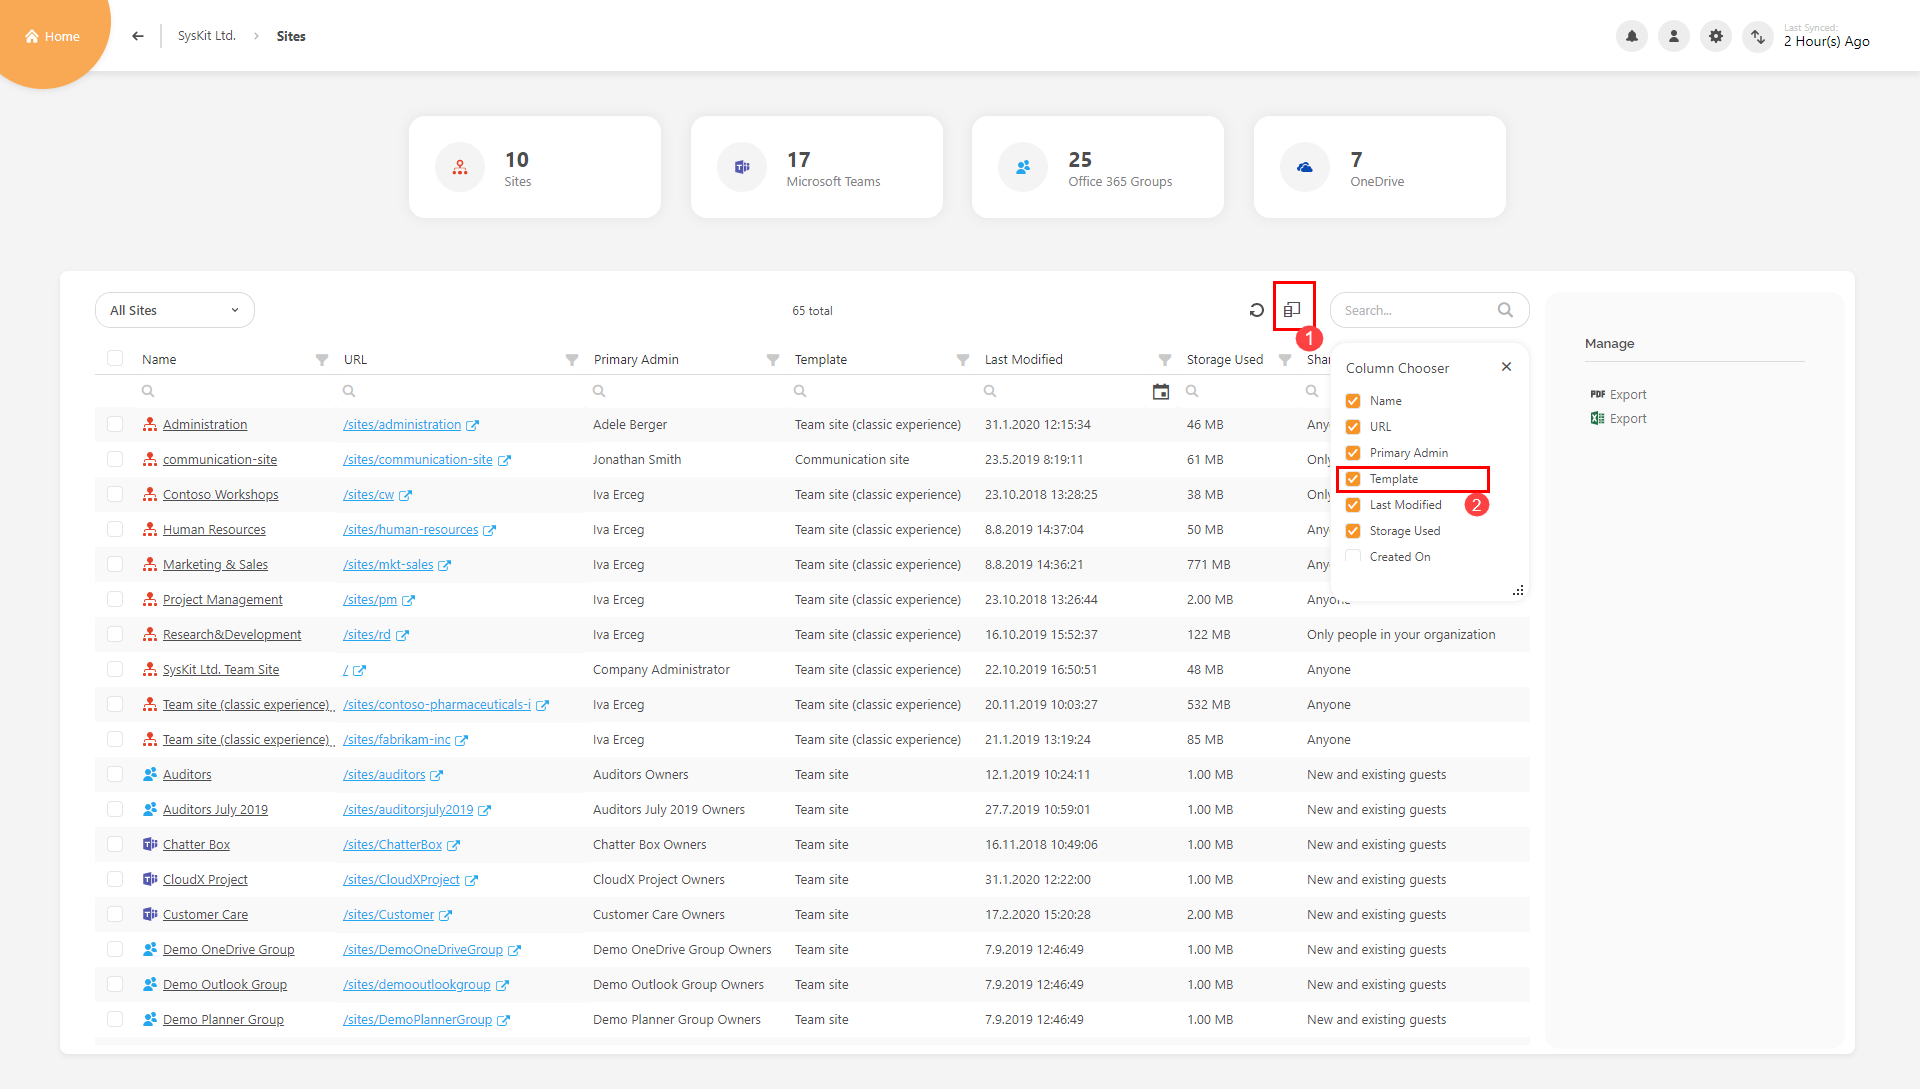 Home
SysKit Ltd. > Sites
Last Synced:
2 Hour(s) Ago
10
Sites
17
Microsoft Teams
25
Office 365 Groups
7
OneDrive
All Sites
65 total
1
Search...
Name URL Primary Admin Template Last Modified Storage Used Shar
Administration /sites/administration Adele Berger Team site (classic experience) 31.1.2020 12:15:34 46 MB Any
communication-site /sites/communication-site Jonathan Smith Communication site 23.5.2019 8:19:11 61 MB Only
Contoso Workshops /sites/cw Iva Erceg Team site (classic experience) 23.10.2018 13:28:25 38 MB Only
Human Resources /sites/human-resources Iva Erceg Team site (classic experience) 8.8.2019 14:37:04 50 MB Any
Marketing & Sales /sites/mkt-sales Iva Erceg Team site (classic experience) 8.8.2019 14:36:21 771 MB Any
Project Management /sites/pm Iva Erceg Team site (classic experience) 23.10.2018 13:26:44 2.00 MB Anyone
Research&Development /sites/rd Iva Erceg Team site (classic experience) 16.10.2019 15:52:37 122 MB Only people in your organization
SysKit Ltd. Team Site / Company Administrator Team site (classic experience) 22.10.2019 16:50:51 48 MB Anyone
Team site (classic experience) /sites/contoso-pharmaceuticals-i Iva Erceg Team site (classic experience) 20.11.2019 10:03:27 532 MB Anyone
Team site (classic experience) /sites/fabrikam-inc Iva Erceg Team site (classic experience) 21.1.2019 13:19:24 85 MB Anyone
Auditors /sites/auditors Auditors Owners Team site 12.1.2019 10:24:11 1.00 MB New and existing guests
Auditors July 2019 /sites/auditorsjuly2019 Auditors July 2019 Owners Team site 27.7.2019 10:59:01 1.00 MB New and existing guests
Chatter Box /sites/ChatterBox Chatter Box Owners Team site 16.11.2018 10:49:06 1.00 MB New and existing guests
CloudX Project /sites/CloudXProject CloudX Project Owners Team site 31.1.2020 12:22:00 1.00 MB New and existing guests
Customer Care /sites/Customer Customer Care Owners Team site 17.2.2020 15:20:28 2.00 MB New and existing guests
Demo OneDrive Group /sites/DemoOneDriveGroup Demo OneDrive Group Owners Team site 7.9.2019 12:46:49 1.00 MB New and existing guests
Demo Outlook Group /sites/demooutlookgroup Demo Outlook Group Owners Team site 7.9.2019 12:46:49 1.00 MB New and existing guests
Demo Planner Group /sites/DemoPlannerGroup Demo Planner Group Owners Team site 7.9.2019 12:46:49 1.00 MB New and existing guests
Column Chooser
Name
URL
Primary Admin
Template
Last Modified
2
Storage Used
Created On
Manage
PDF Export
Export